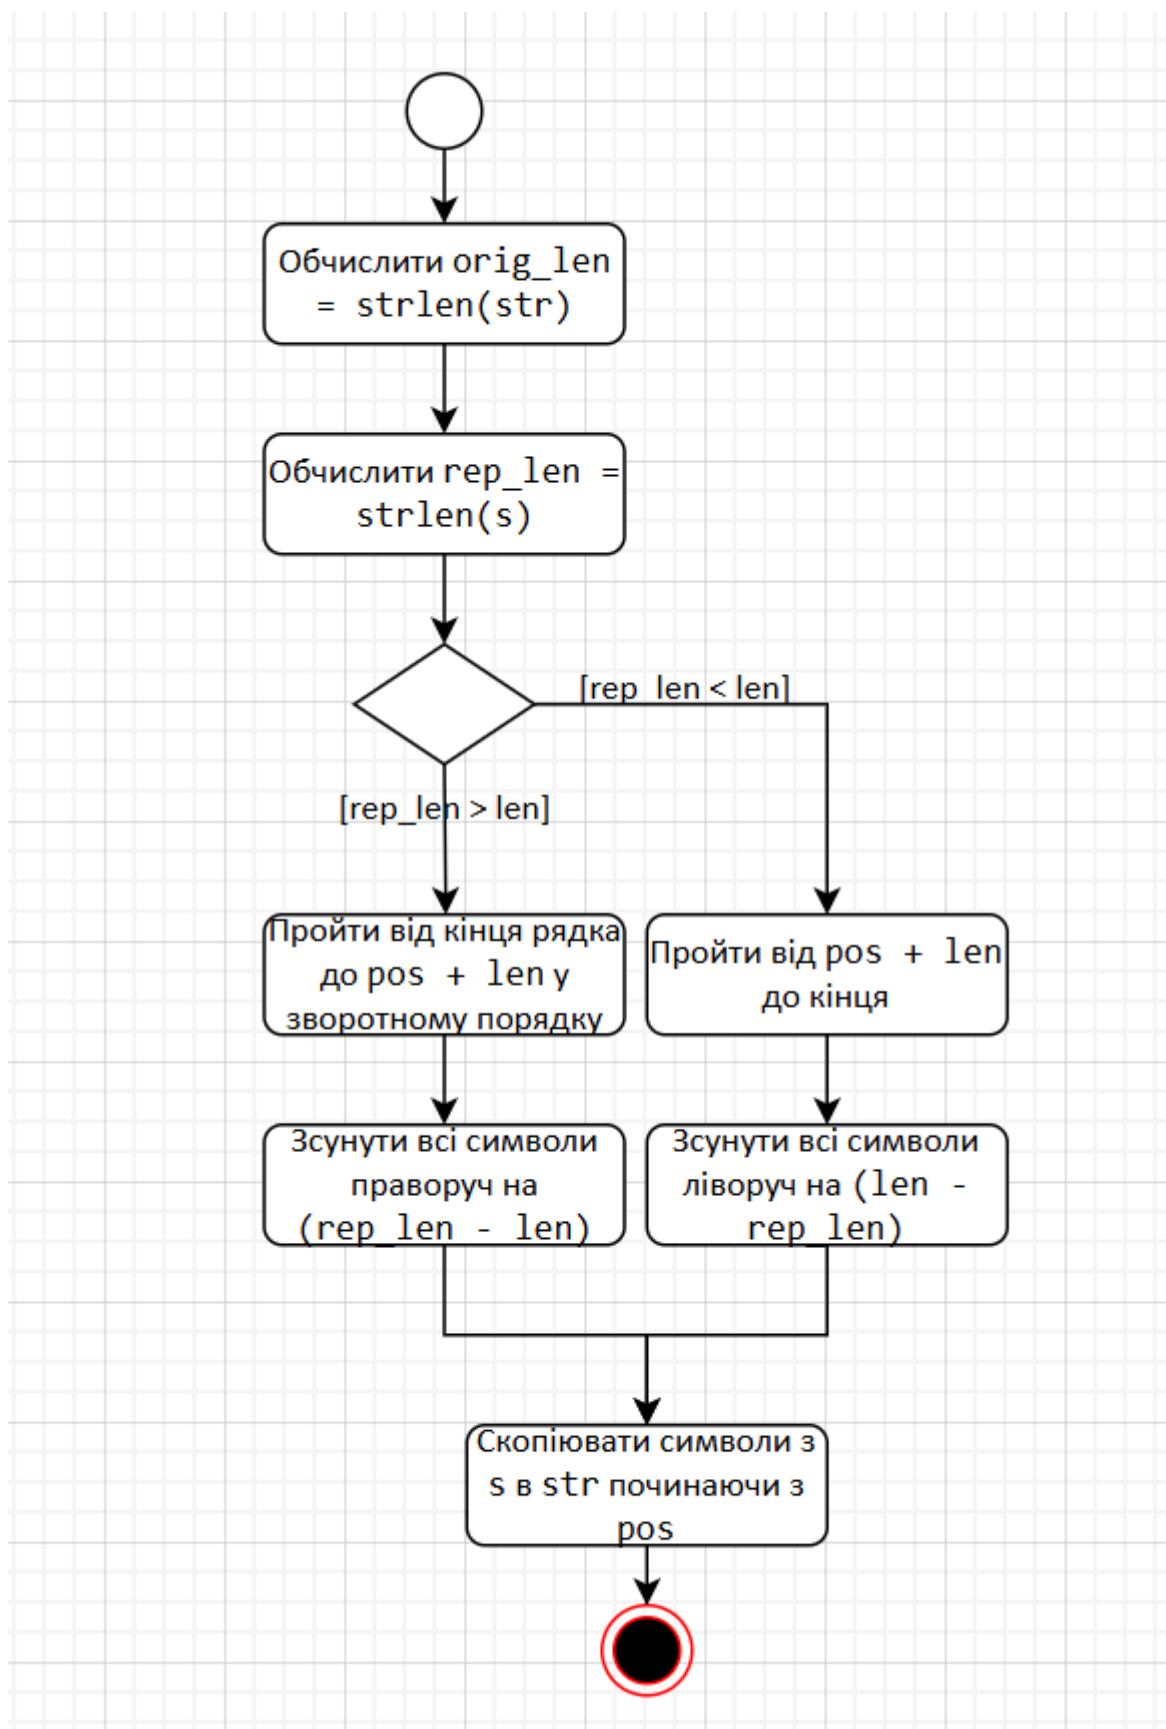 Обчислити orig_len
= strlen(str)
Обчислити rep_len =
strlen(s)
[rep_len < len]
[rep_len > len]
Пройти від кінця рядка
до pos + len у
зворотному порядку
Пройти від pos + len
до кінця
Зсунути всі символи
праворуч на
(rep_len - len)
Зсунути всі символи
ліворуч на (len -
rep_len)
Скопіювати символи з
s в str починаючи з
pos